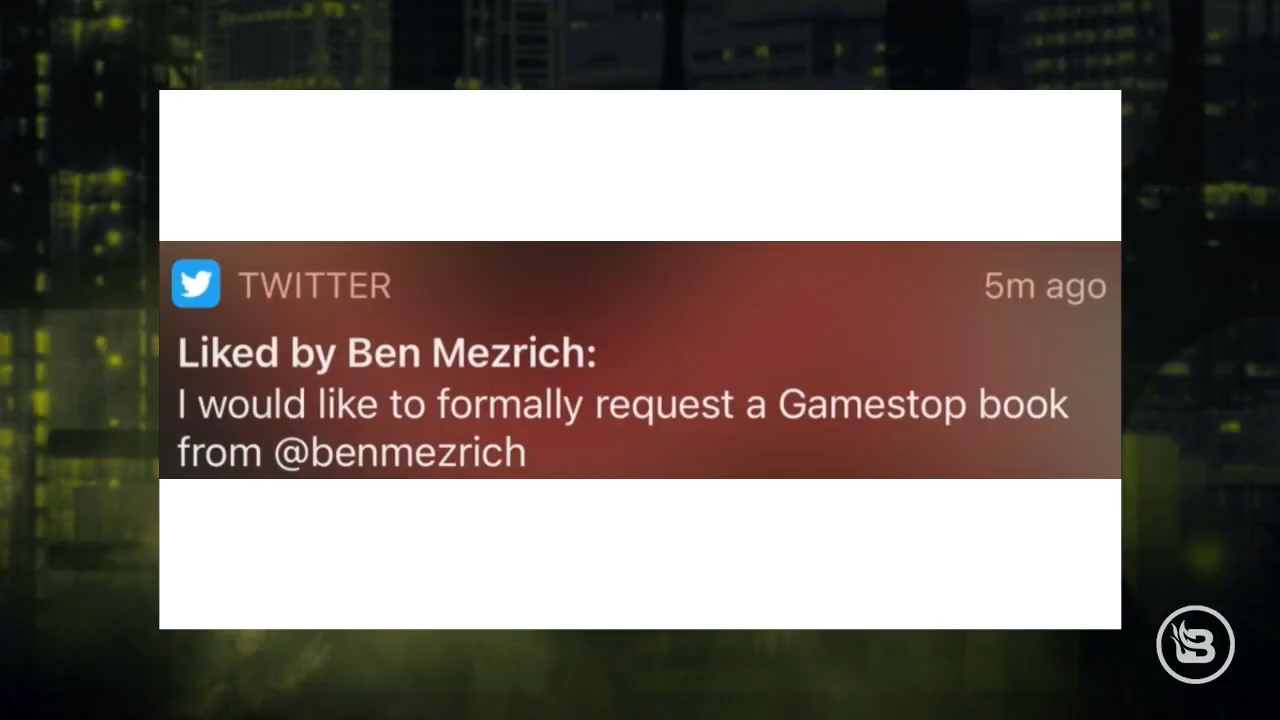 TWITTER
5m ago
Liked by Ben Mezrich:
I would like to formally request a Gamestop book
from @benmezrich
B